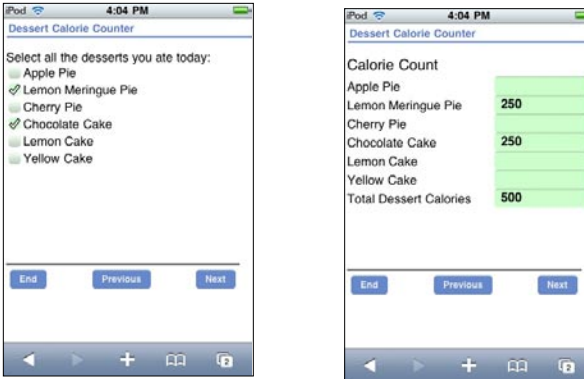 iPod 4:04 PM
Dessert Calorie Counter
Select all the desserts you ate today:
Apple Pie
Lemon Meringue Pie
Cherry Pie
Chocolate Cake
Lemon Cake
Yellow Cake
End Previous Next
2
iPod 4:04 PM
Dessert Calorie Counter
Calorie Count
Apple Pie
Lemon Meringue Pie 250
Cherry Pie
Chocolate Cake 250
Lemon Cake
Yellow Cake
Total Dessert Calories 500
End Previous Next
2